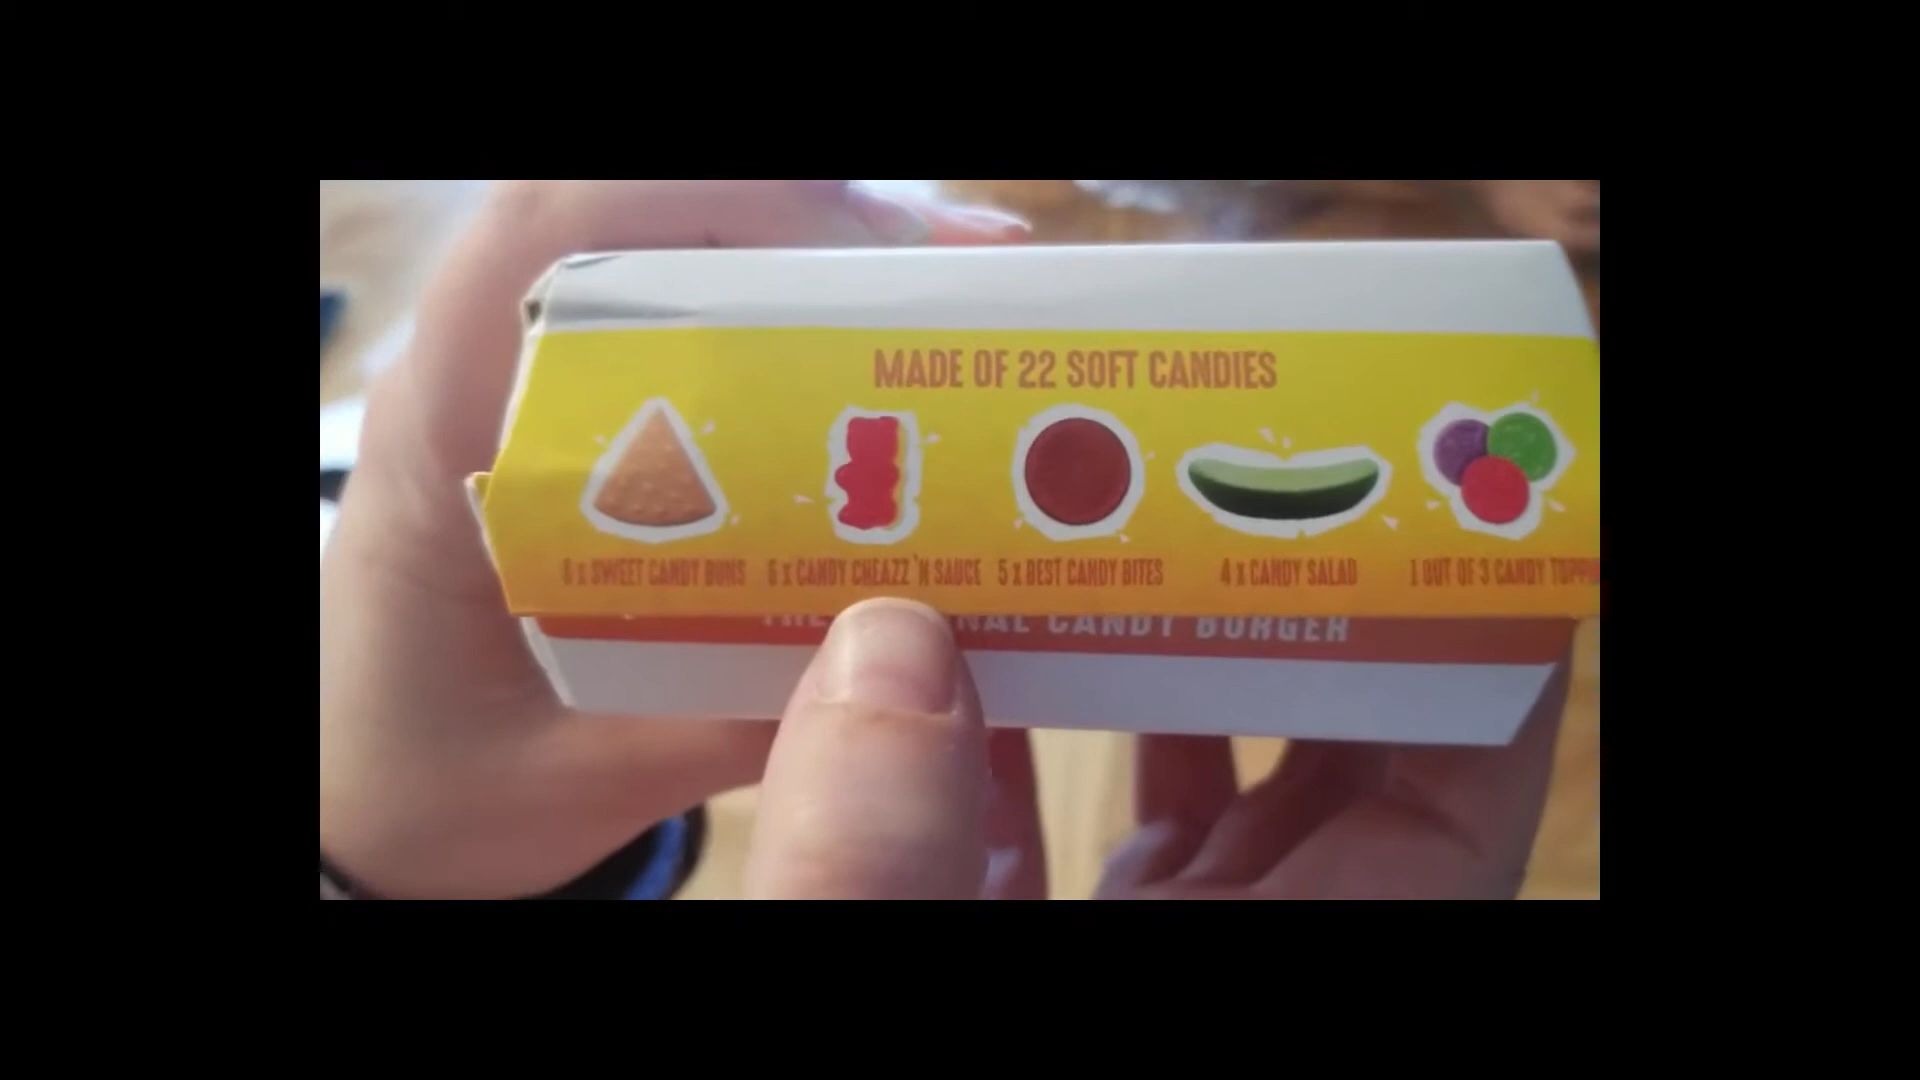 MADE OF 22 SOFT CANDIES
6 x SWEET CANDY BUNS
6 x CANDY CHEAZZ 'N SAUCE
5 x BEST CANDY BITES
4 x CANDY SALAD
1 OUT OF 3 CANDY
THE CANDY BURGER